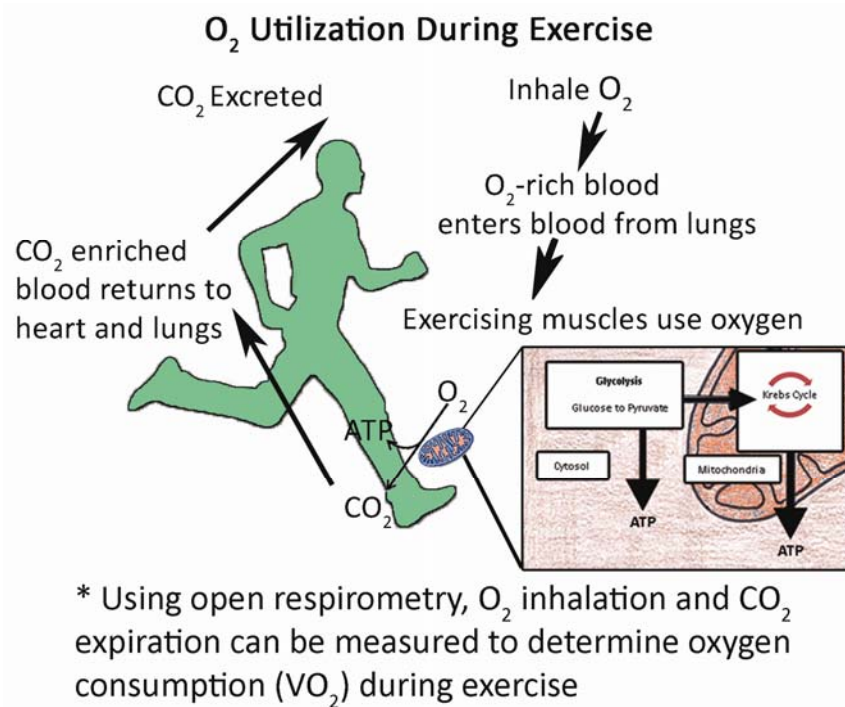 O₂ Utilization During Exercise
CO₂ Excreted
Inhale O₂
O₂-rich blood
enters blood from lungs
CO₂ enriched
blood returns to
heart and lungs
Exercising muscles use oxygen
O₂
ATP
CO₂
Glycolysis
Glucose to Pyruvate
Krebs Cycle
Cytosol
Mitochondria
ATP
ATP
* Using open respirometry, O₂ inhalation and CO₂
expiration can be measured to determine oxygen
consumption (VO₂) during exercise